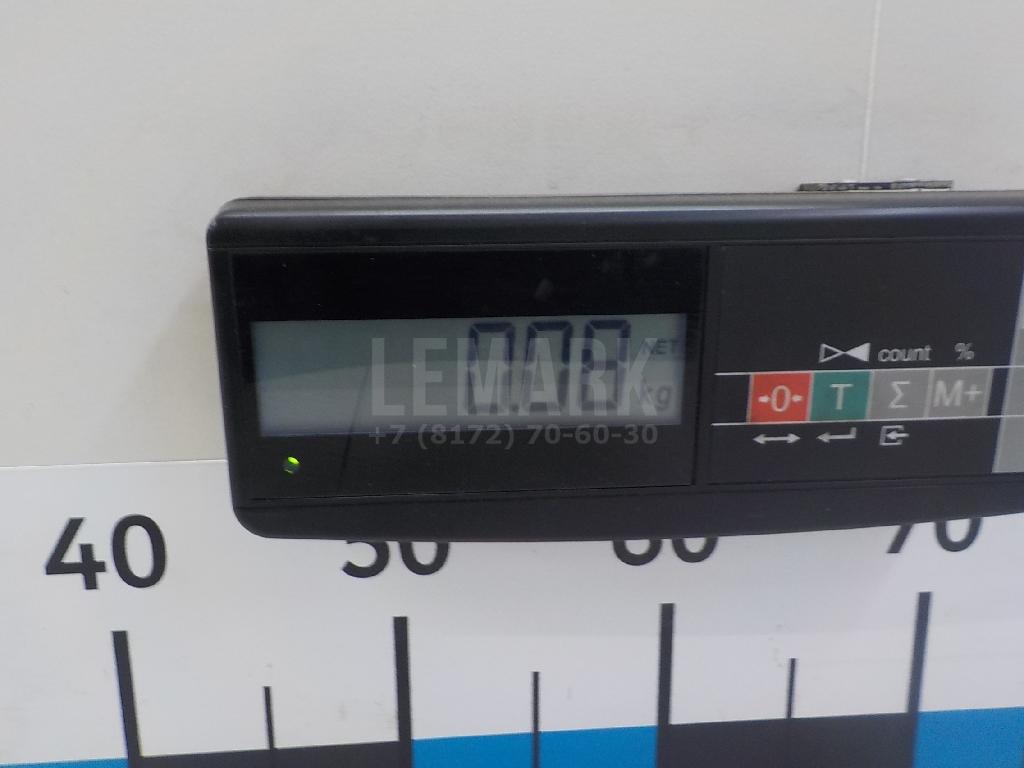 0.08 NET
kg
LEMARK
+7 (8172) 70-60-30
count %
→0← T Σ M+
40 50 60 70